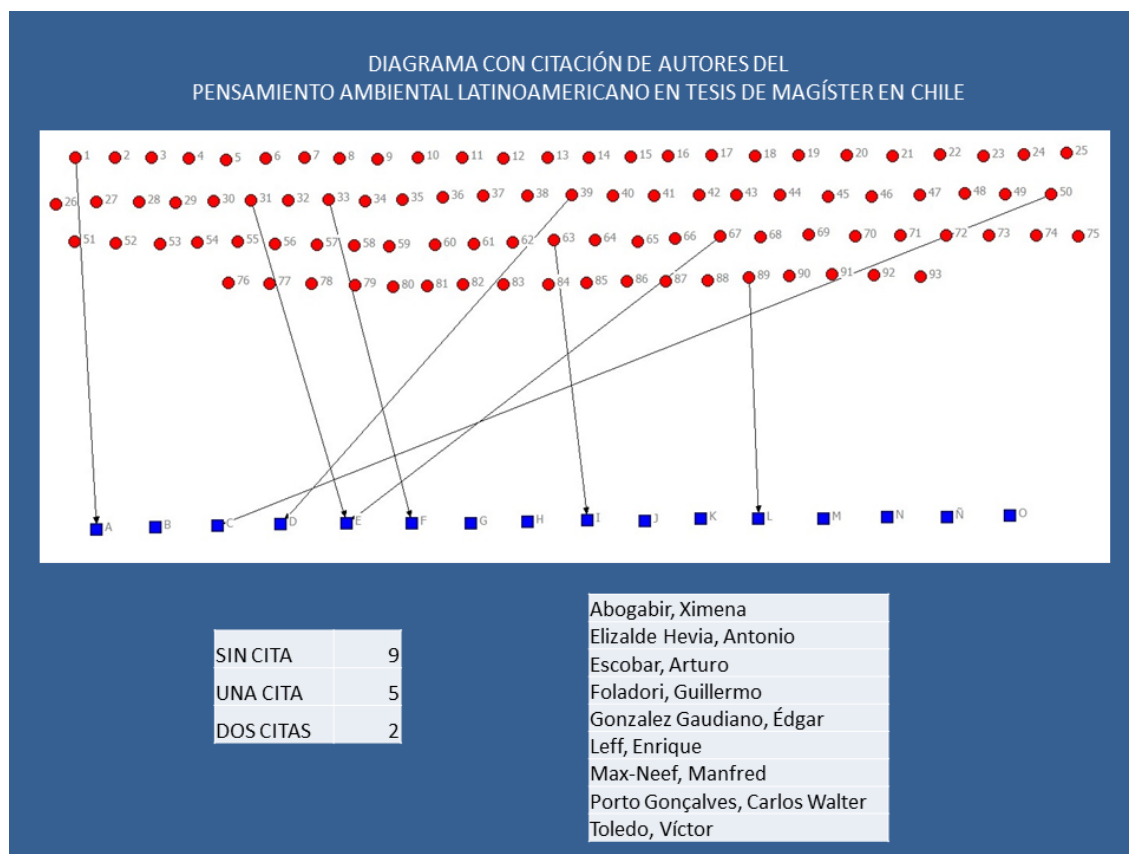 DIAGRAMA CON CITACIÓN DE AUTORES DEL
PENSAMIENTO AMBIENTAL LATINOAMERICANO EN TESIS DE MAGÍSTER EN CHILE
1 2 3 4 5 6 7 8 9 10 11 12 13 14 15 16 17 18 19 20 21 22 23 24 25
26 27 28 29 30 31 32 33 34 35 36 37 38 39 40 41 42 43 44 45 46 47 48 49 50
51 52 53 54 55 56 57 58 59 60 61 62 63 64 65 66 67 68 69 70 71 72 73 74 75
76 77 78 79 80 81 82 83 84 85 86 87 88 89 90 91 92 93
A B C D E F G H I J K L M N Ñ O
SIN CITA 9
UNA CITA 5
DOS CITAS 2
Abogabir, Ximena
Elizalde Hevia, Antonio
Escobar, Arturo
Foladori, Guillermo
Gonzalez Gaudiano, Édgar
Leff, Enrique
Max-Neef, Manfred
Porto Gonçalves, Carlos Walter
Toledo, Víctor